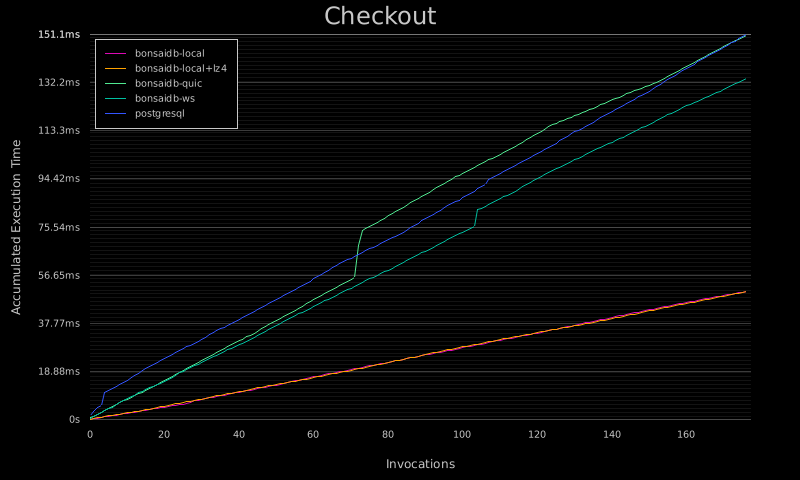 Checkout
151.1ms
132.2ms
113.3ms
94.42ms
75.54ms
56.65ms
37.77ms
18.88ms
0s
Accumulated Execution Time
bonsaidb-local
bonsaidb-local+lz4
bonsaidb-quic
bonsaidb-ws
postgresql
0 20 40 60 80 100 120 140 160
Invocations